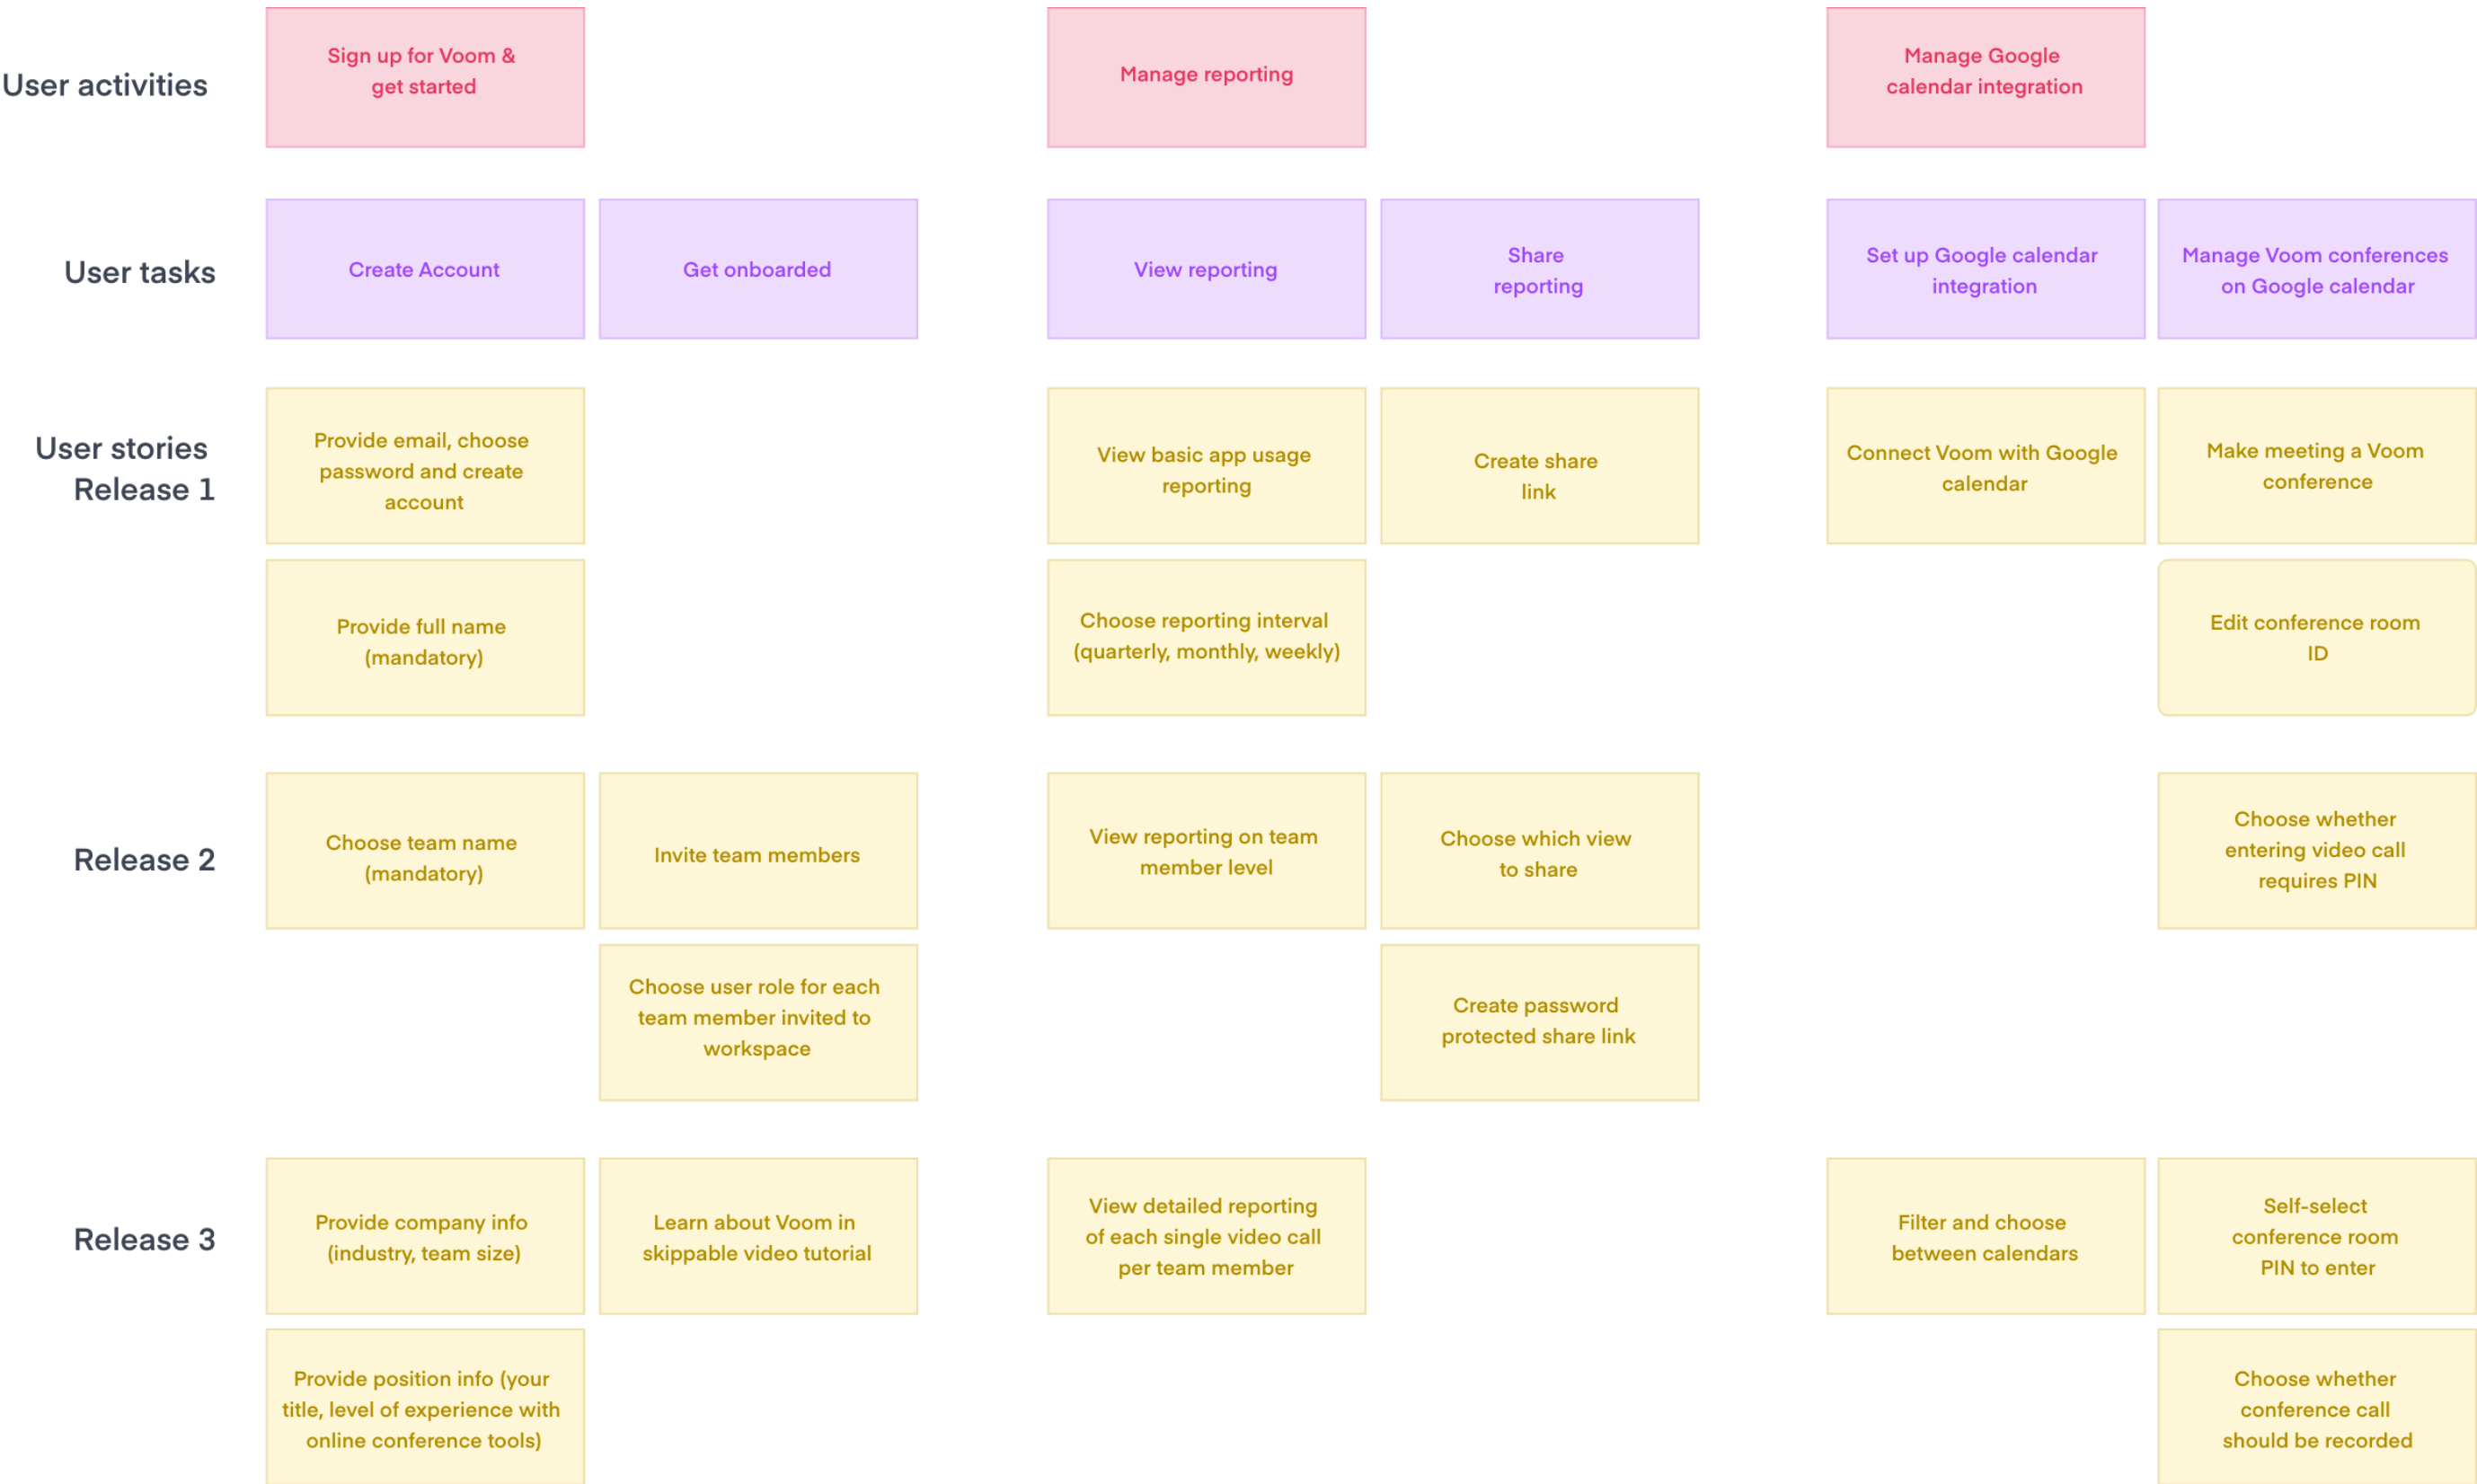 User activities
Sign up for Voom &
get started
Manage reporting
Manage Google
calendar integration
User tasks
Create Account
Get onboarded
View reporting
Share
reporting
Set up Google calendar
integration
Manage Voom conferences
on Google calendar
User stories
Release 1
Provide email, choose
password and create
account
View basic app usage
reporting
Create share
link
Connect Voom with Google
calendar
Make meeting a Voom
conference
Provide full name
(mandatory)
Choose reporting interval
(quarterly, monthly, weekly)
Edit conference room
ID
Release 2
Choose team name
(mandatory)
Invite team members
View reporting on team
member level
Choose which view
to share
Choose whether
entering video call
requires PIN
Choose user role for each
team member invited to
workspace
Create password
protected share link
Release 3
Provide company info
(industry, team size)
Learn about Voom in
skippable video tutorial
View detailed reporting
of each single video call
per team member
Filter and choose
between calendars
Self-select
conference room
PIN to enter
Provide position info (your
title, level of experience with
online conference tools)
Choose whether
conference call
should be recorded